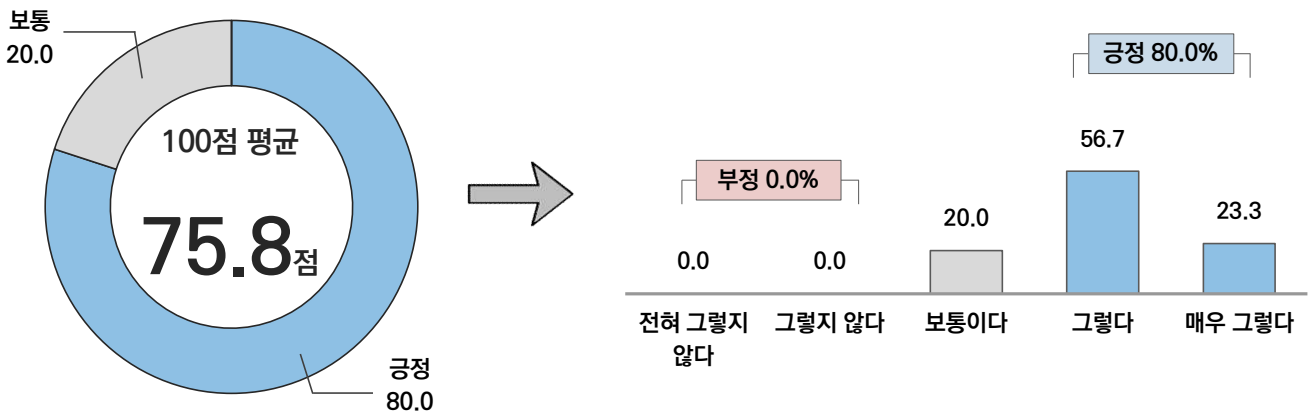 보통
20.0
100점 평균
75.8점
긍정
80.0
긍정 80.0%
부정 0.0%
0.0
0.0
20.0
56.7
23.3
전혀 그렇지
않다
그렇지 않다
보통이다
그렇다
매우 그렇다